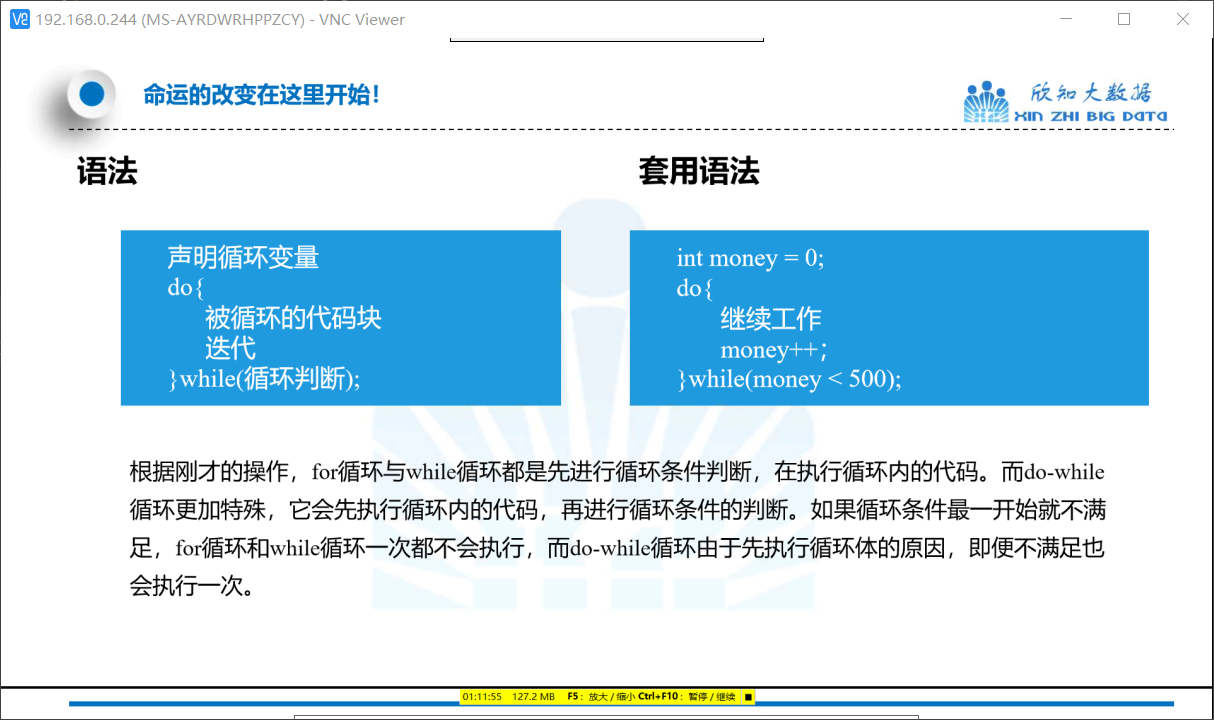 192.168.0.244 (MS-AYRDWRHPPZCY) - VNC Viewer
命运的改变在这里开始!
欣知大数据
XIN ZHI BIG DATA
语法
声明循环变量
do{
被循环的代码块
迭代
}while(循环判断);
套用语法
int money = 0;
do{
继续工作
money++;
}while(money < 500);
根据刚才的操作，for循环与while循环都是先进行循环条件判断，在执行循环内的代码。而do-while
循环更加特殊，它会先执行循环内的代码，再进行循环条件的判断。如果循环条件最一开始就不满
足，for循环和while循环一次都不会执行，而do-while循环由于先执行循环体的原因，即便不满足也
会执行一次。
01:11:55 127.2 MB F5 : 放大 / 缩小 Ctrl+F10 : 暂停 / 继续